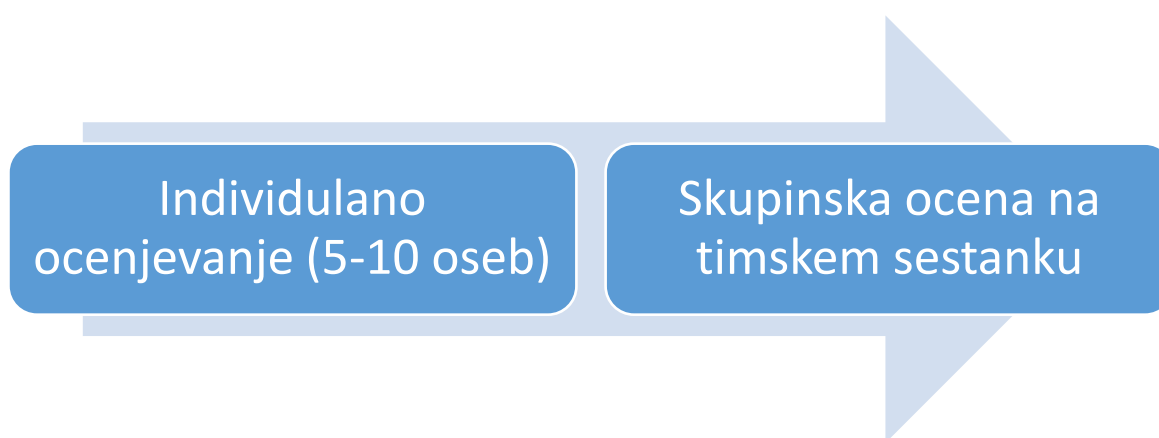 Individulano
ocenjevanje (5-10 oseb)
Skupinska ocena na
timskem sestanku